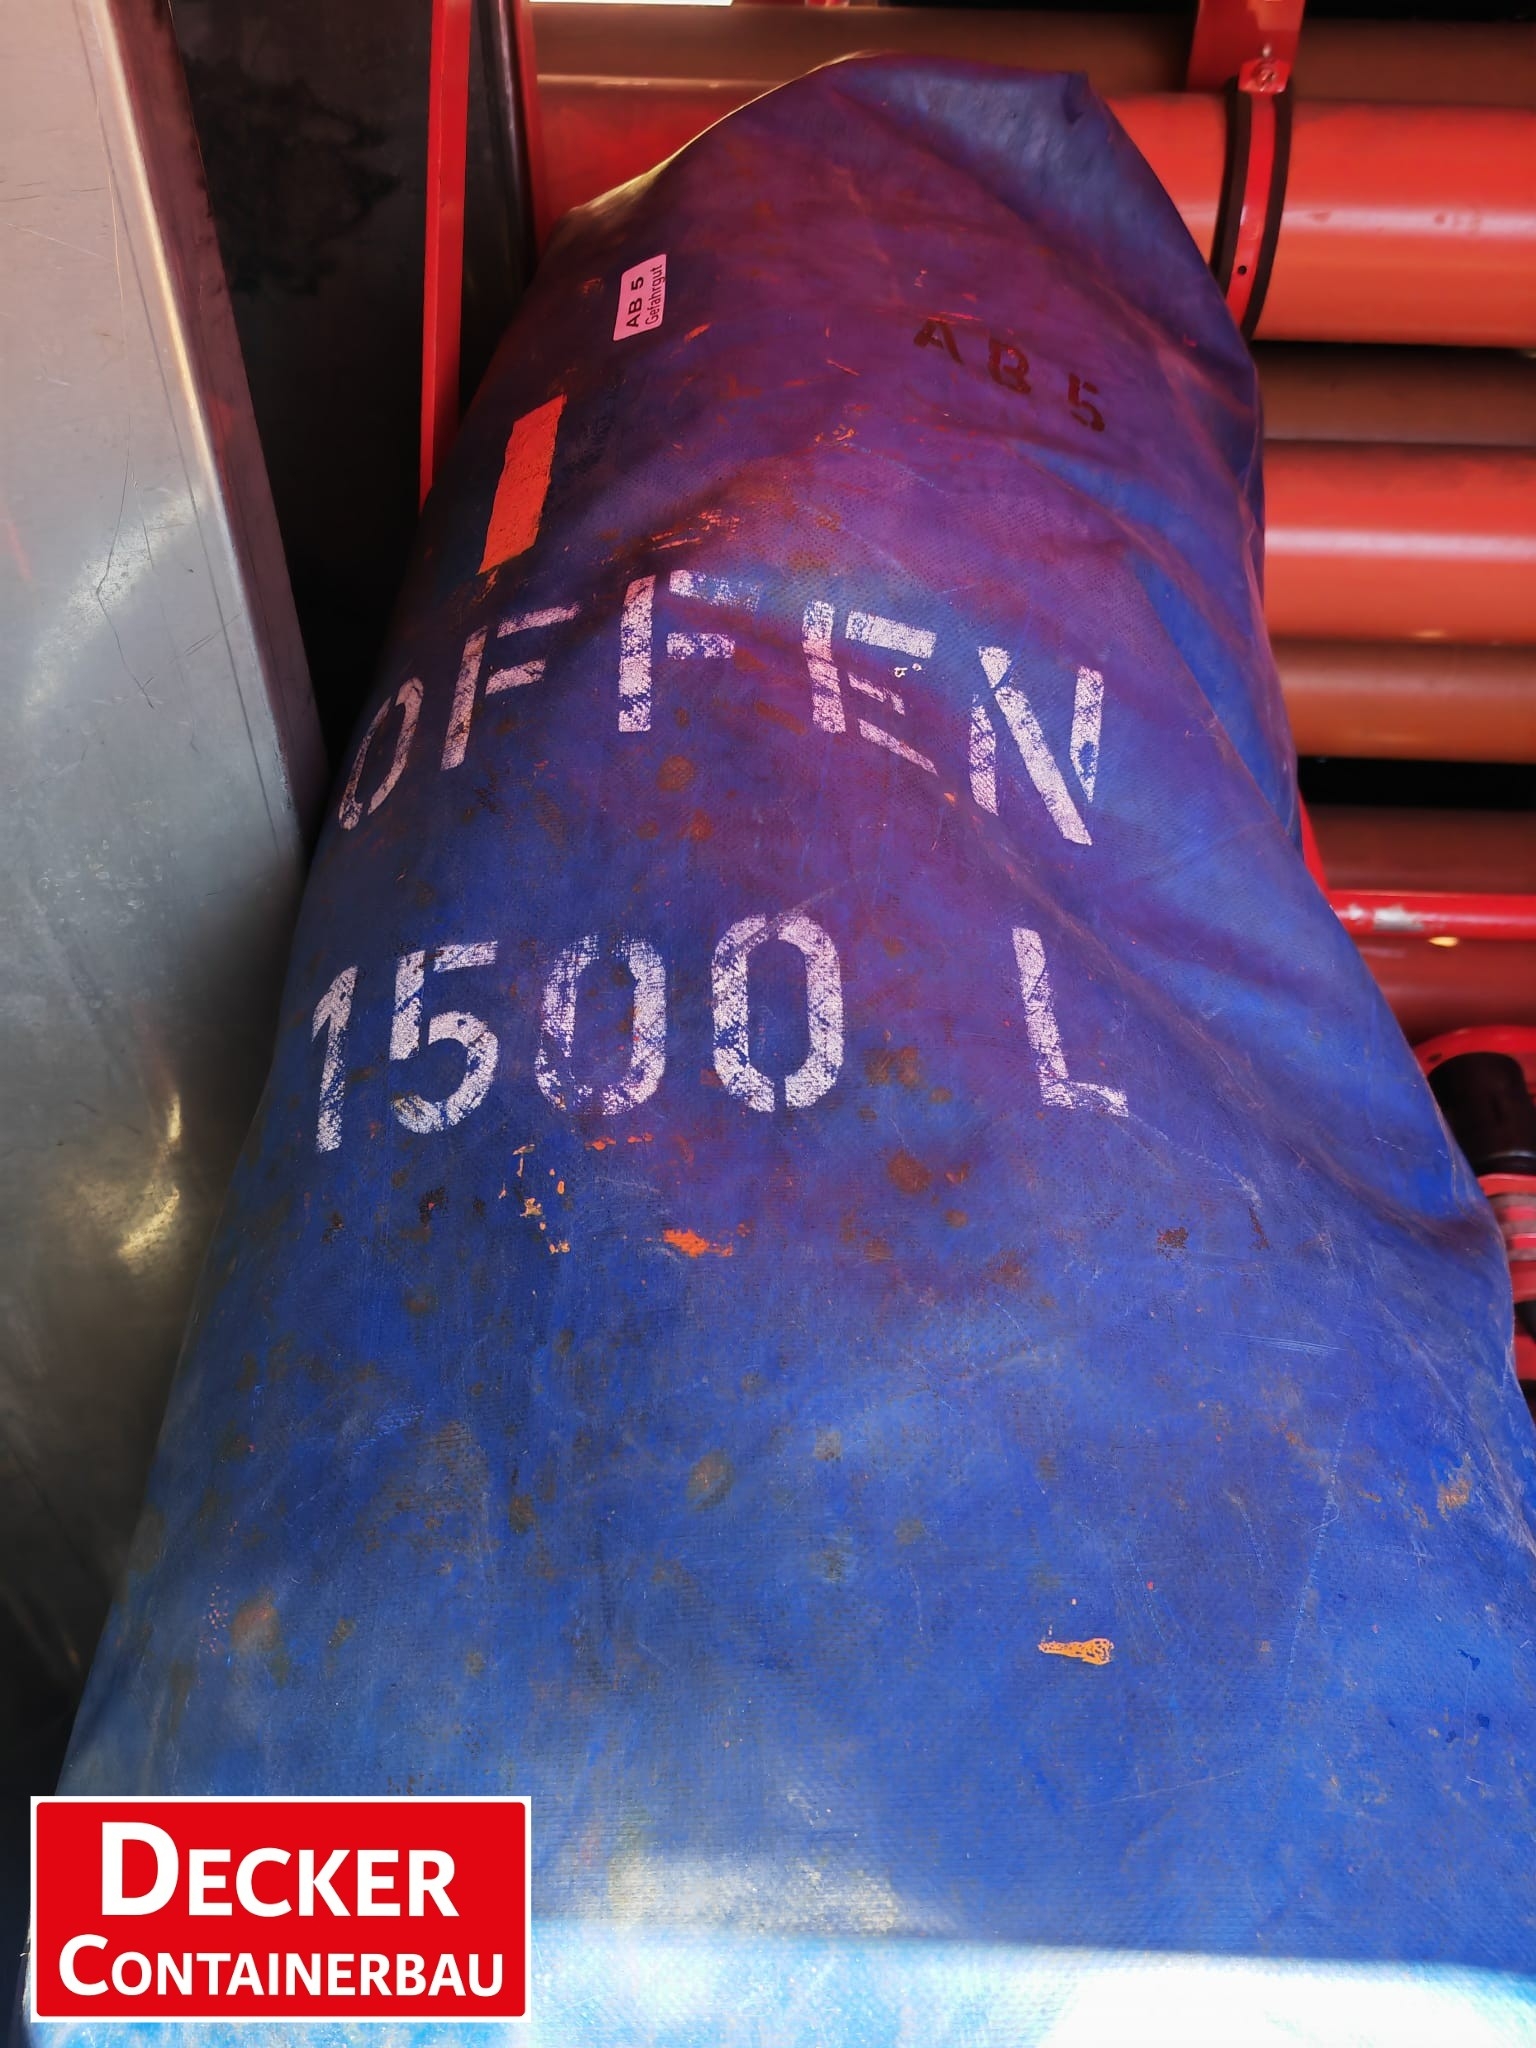 AB 5
Gefahrgut
AB 5
OFFEN
1500 L
DECKER
CONTAINERBAU